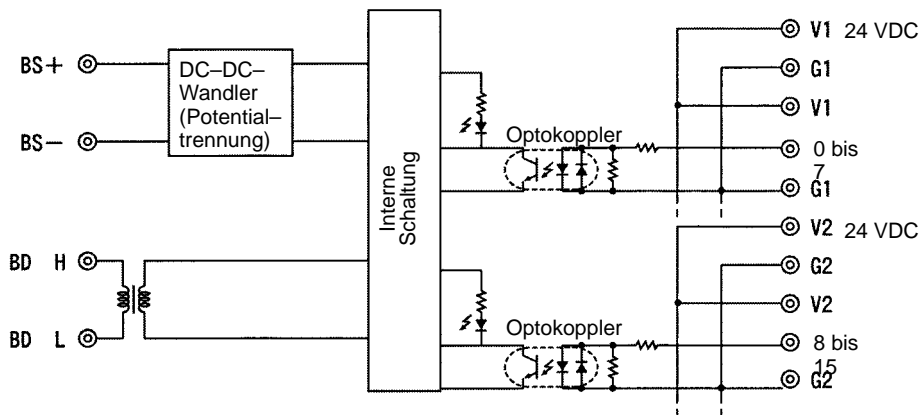 BS+
BS−
DC–DC–
Wandler
(Potential–
trennung)
BD H
BD L
Interne
Schaltung
Optokoppler
V1 24 VDC
G1
V1
0 bis
7
G1
Optokoppler
V2 24 VDC
G2
V2
8 bis
15
G2